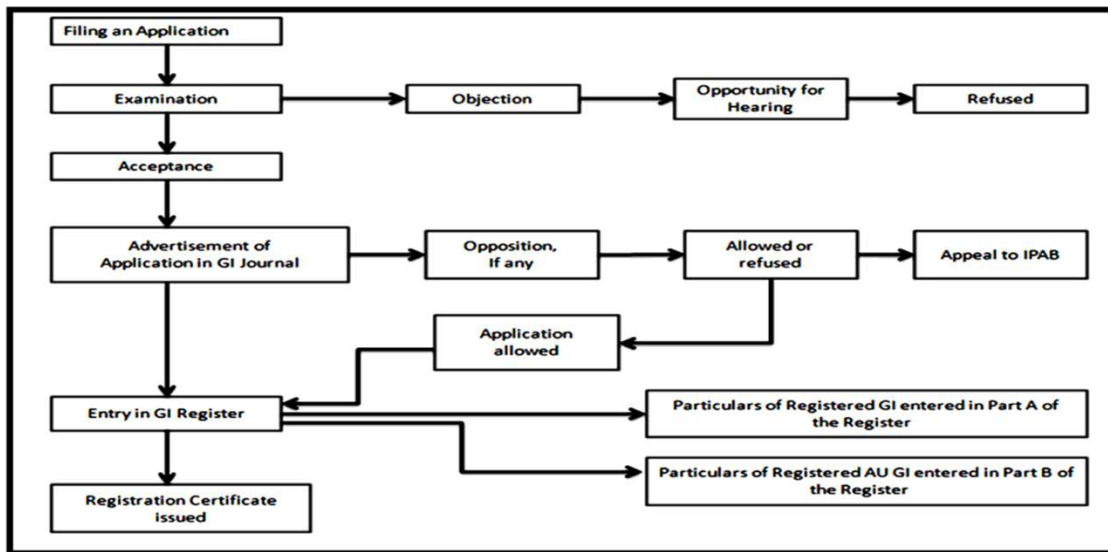 Filing an Application
Examination
Objection
Opportunity for
Hearing
Refused
Acceptance
Advertisement of
Application in GI Journal
Opposition,
If any
Allowed or
refused
Appeal to IPAB
Application
allowed
Entry in GI Register
Particulars of Registered GI entered in Part A of
the Register
Particulars of Registered AU GI entered in Part B of
the Register
Registration Certificate
issued